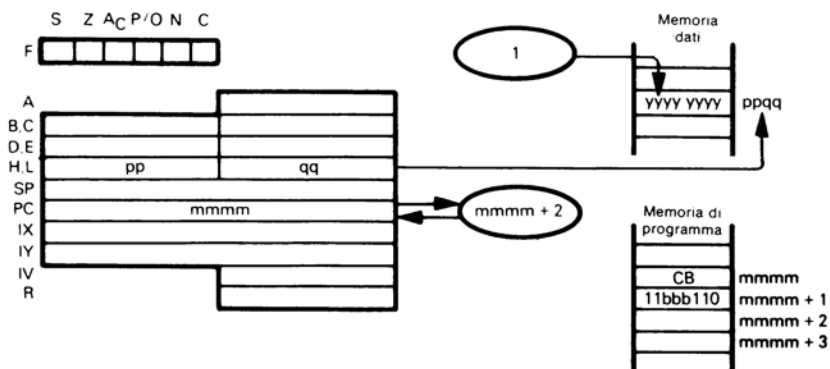 S Z AC P/O N C
F
A
B.C
D.E
H.L pp qq
SP
PC mmmm
IX
IY
IV
R
1
mmmm + 2
Memoria
dati
yyyy yyyy ppqq
Memoria di
programma
CB mmmm
11bbb110 mmmm + 1
mmmm + 2
mmmm + 3